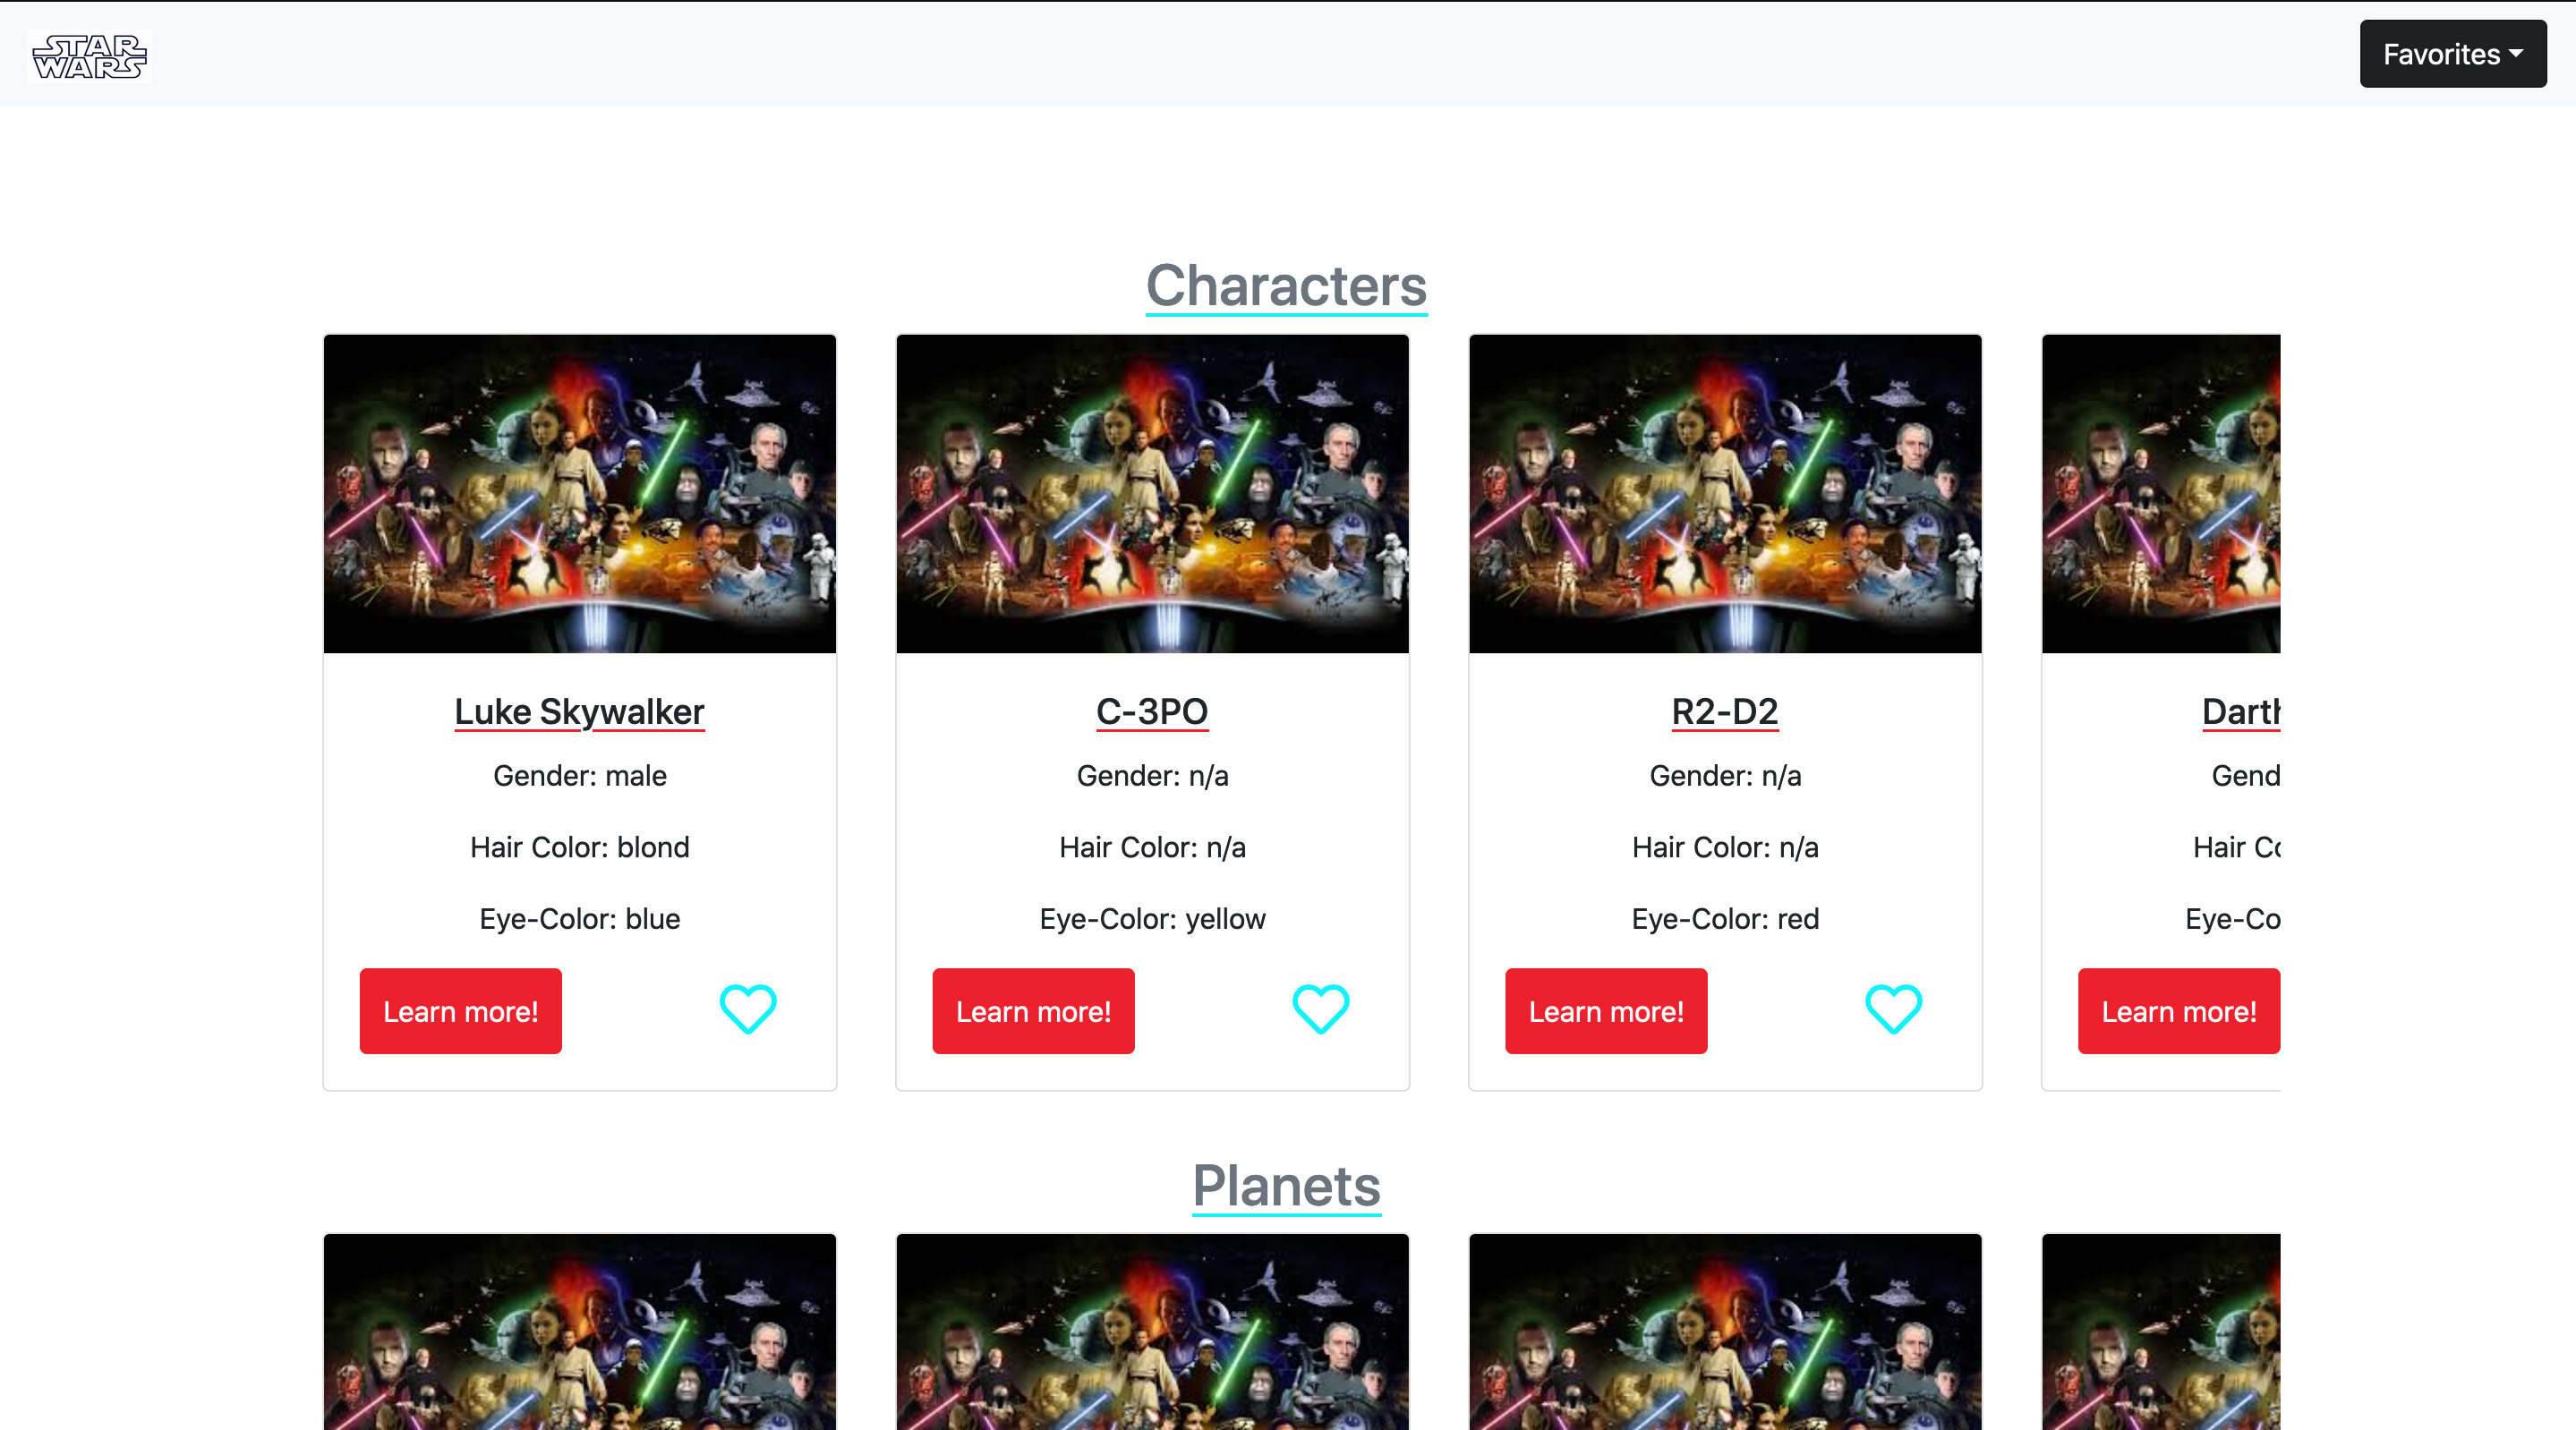 STAR
WARS
Favorites
Characters
Luke Skywalker
Gender: male
Hair Color: blond
Eye-Color: blue
Learn more!
C-3PO
Gender: n/a
Hair Color: n/a
Eye-Color: yellow
Learn more!
R2-D2
Gender: n/a
Hair Color: n/a
Eye-Color: red
Learn more!
Darth
Gend
Hair Co
Eye-Co
Learn more!
Planets